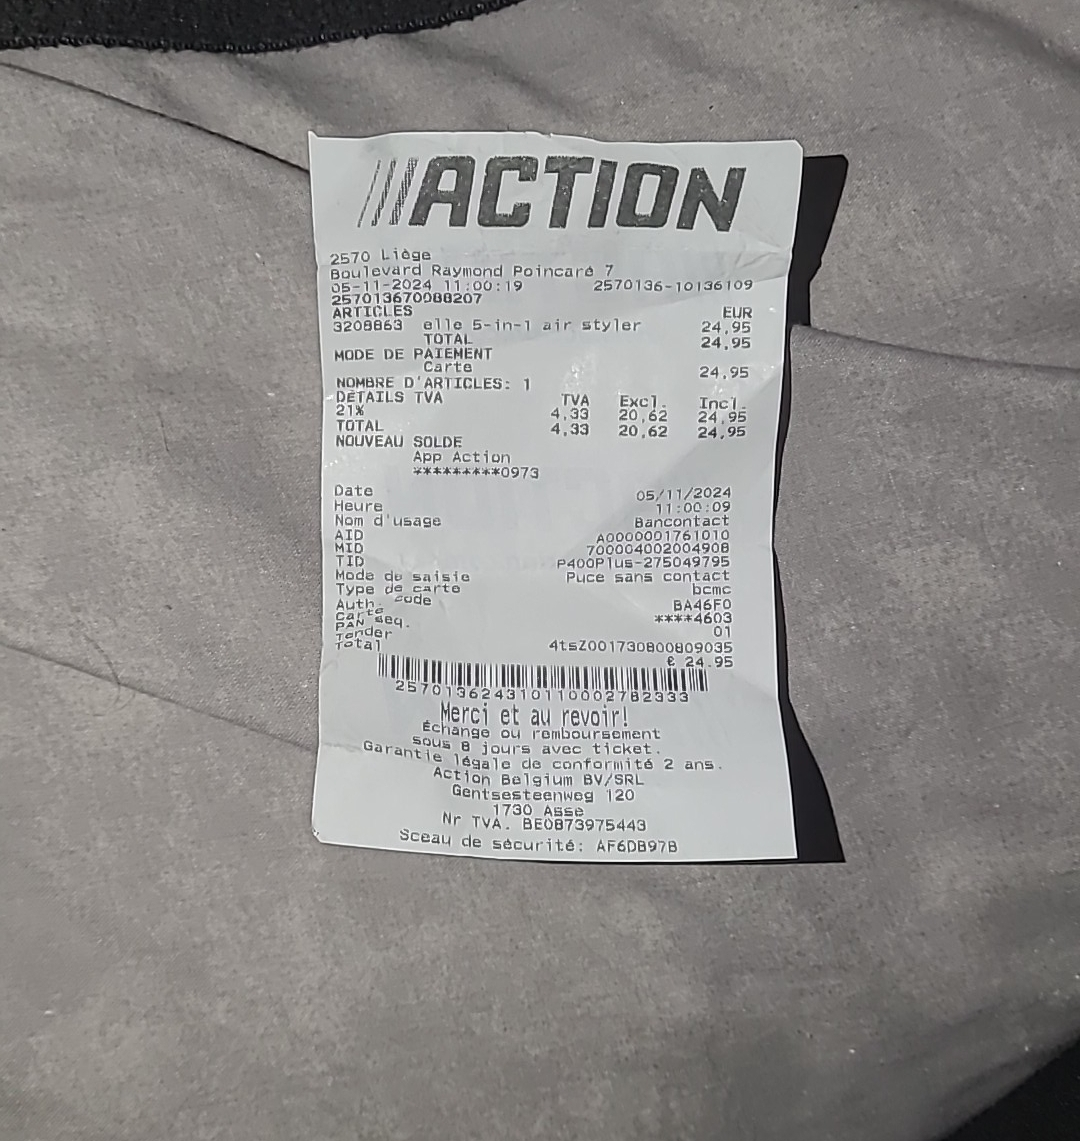 ///ACTION
2570 Liège
Boulevard Raymond Poincaré 7
05-11-2024 11:00:19 2570136-10136109
257013670088207
ARTICLES EUR
3208863 elle 5-in-1 air styler 24,95
TOTAL 24,95
MODE DE PAIEMENT
Carte 24,95
NOMBRE D'ARTICLES: 1
DÉTAILS TVA TVA Excl. Incl.
21% 4,33 20,62 24,95
TOTAL 4,33 20,62 24,95
NOUVEAU SOLDE
App Action
*********0973
Date 05/11/2024
Heure 11:00:09
Nom d'usage Bancontact
AID A0000001761010
MID 700004002004908
TID P400Plus-275049795
Mode de saisie Puce sans contact
Type de carte bcmc
Auth. code BA46F0
Carte ****4603
PAN seq. 01
Tender 4tsZ001730800809035
Total € 24.95
2570136243101100027823​33
Merci et au revoir!
Échange ou remboursement
sous 8 jours avec ticket.
Garantie légale de conformité 2 ans.
Action Belgium BV/SRL
Gentsesteenweg 120
1730 Asse
Nr TVA. BE0873975443
Sceau de sécurité: AF6DB97B